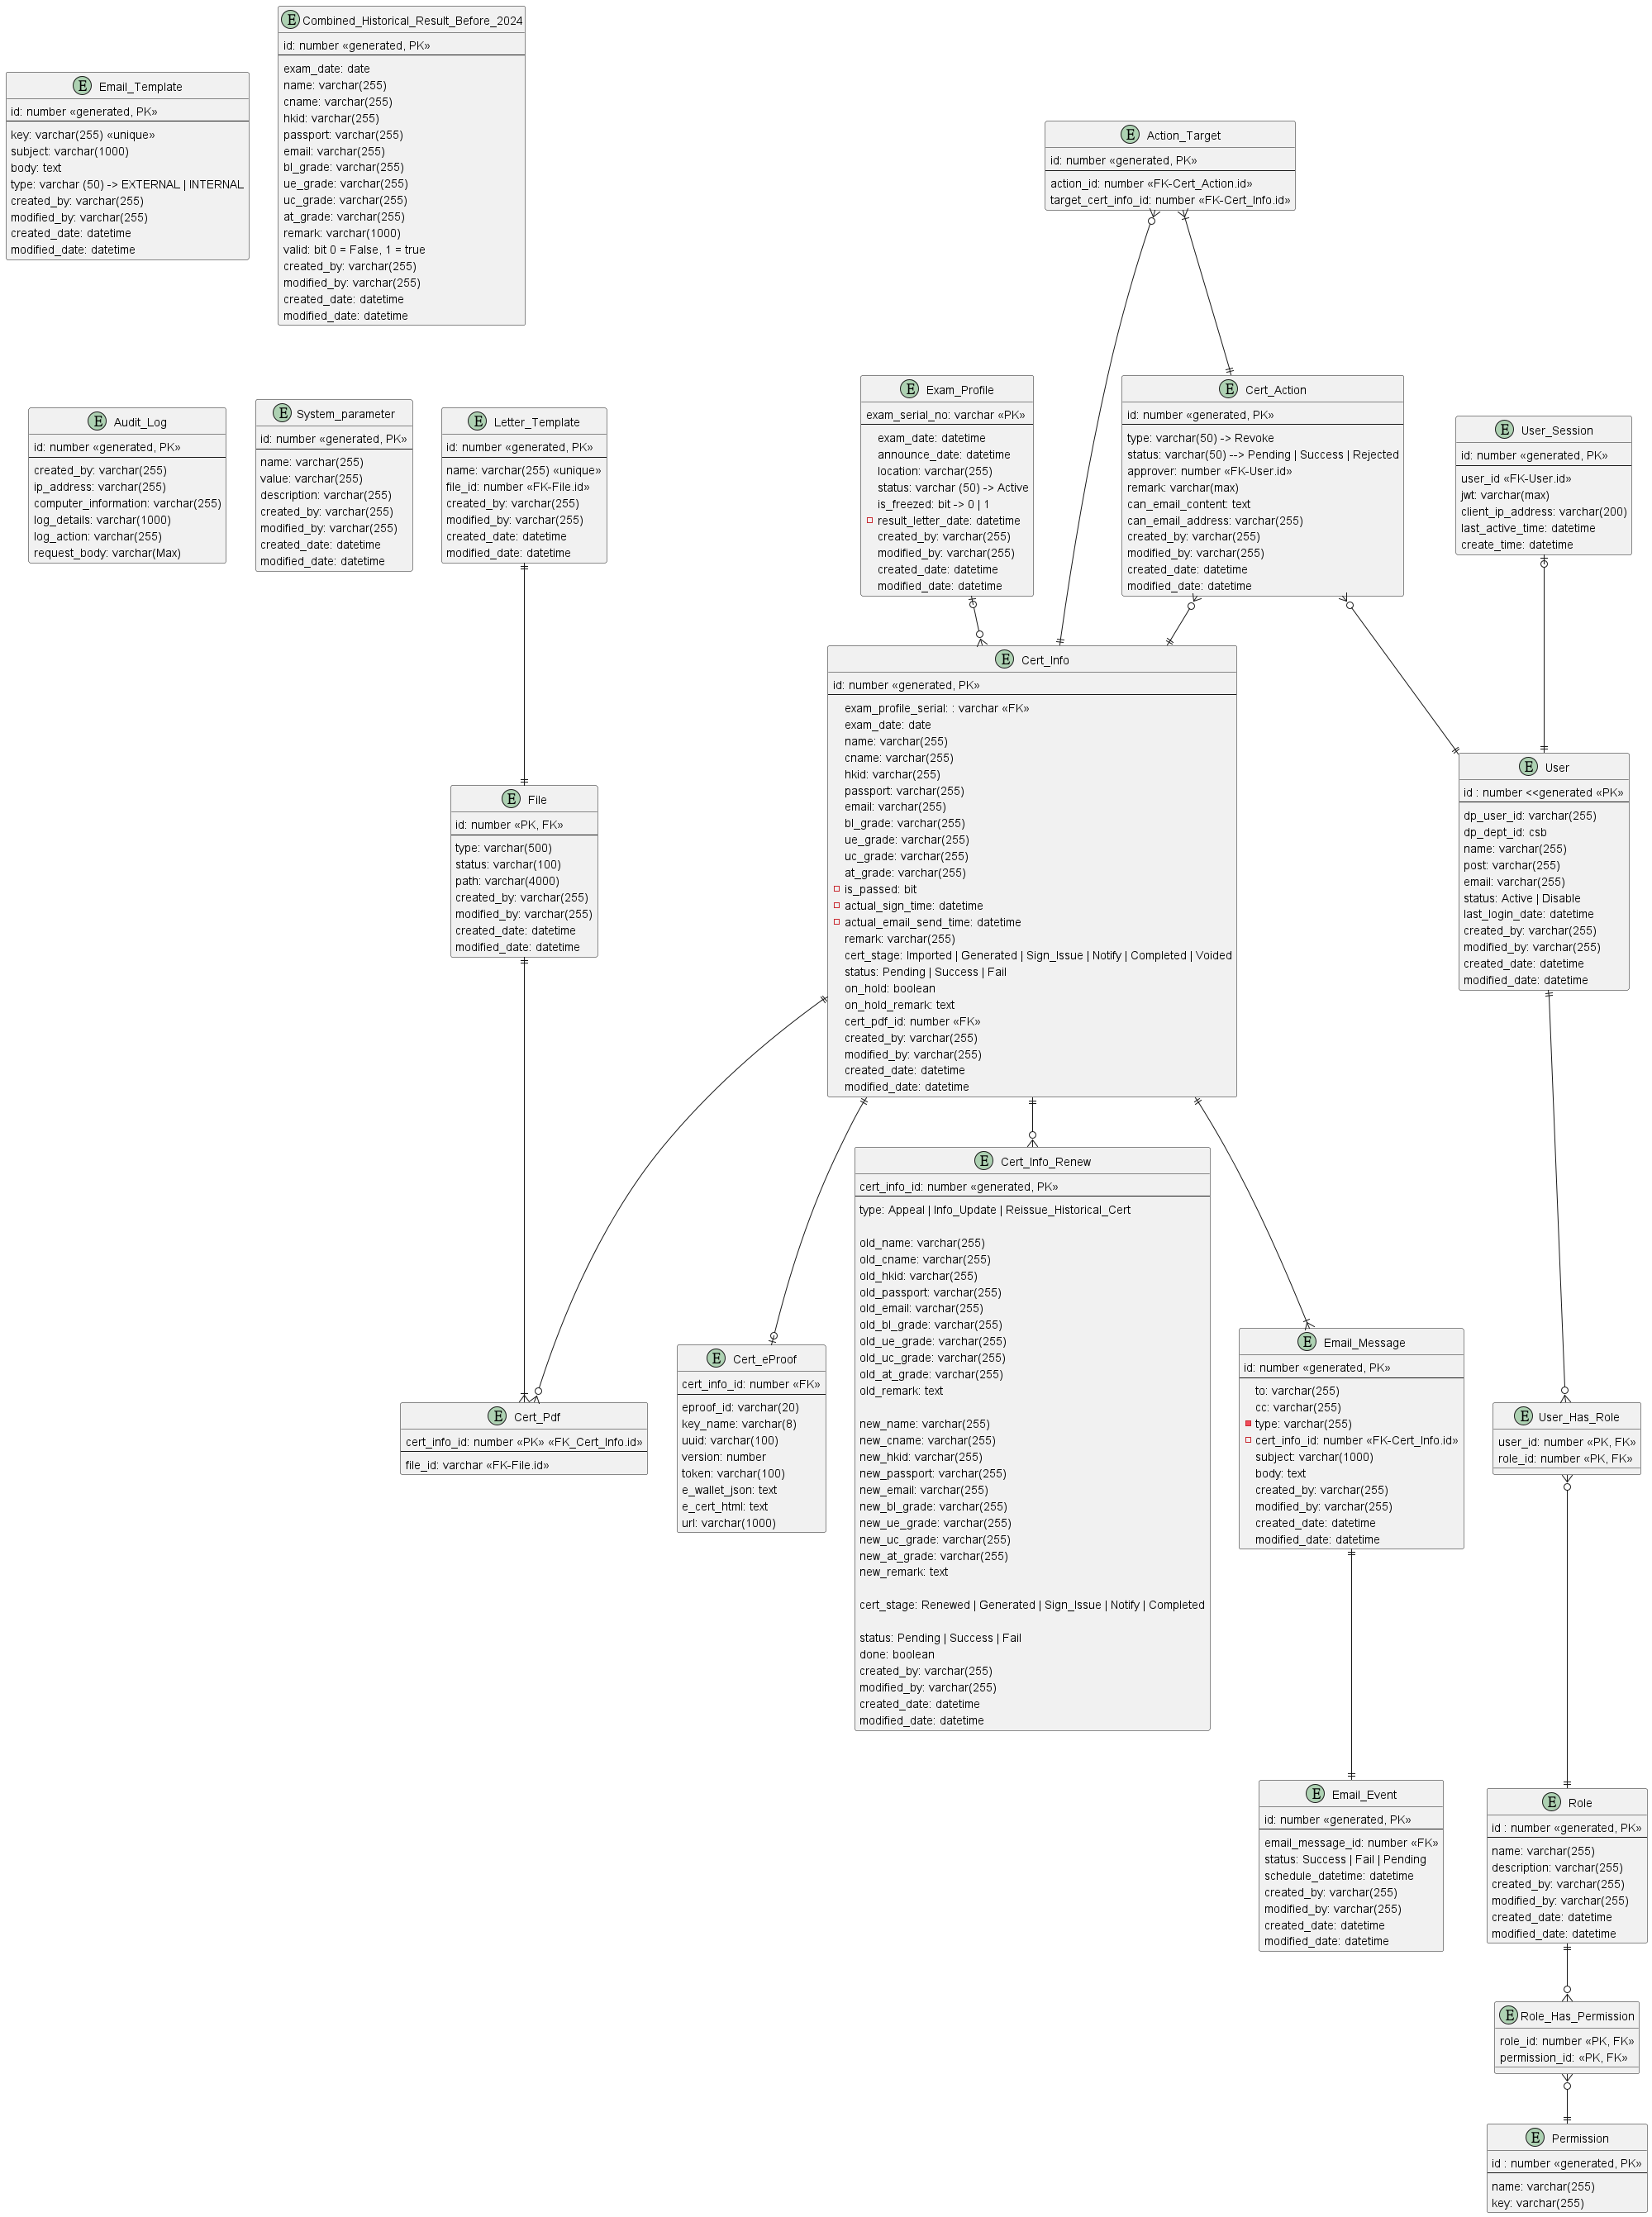 E Combined_Historical_Result_Before_2024
id: number «generated, PK»
exam_date: date
name: varchar(255)
cname: varchar(255)
hkid: varchar(255)
passport: varchar(255)
email: varchar(255)
bl_grade: varchar(255)
ue_grade: varchar(255)
uc_grade: varchar(255)
at_grade: varchar(255)
remark: varchar(1000)
valid: bit 0 = False, 1 = true
created_by: varchar(255)
modified_by: varchar(255)
created_date: datetime
modified_date: datetime
E Email_Template
id: number «generated, PK»
key: varchar(255) «unique»
subject: varchar(1000)
body: text
type: varchar (50) -> EXTERNAL | INTERNAL
created_by: varchar(255)
modified_by: varchar(255)
created_date: datetime
modified_date: datetime
E Action_Target
id: number «generated, PK»
action_id: number «FK-Cert_Action.id»
target_cert_info_id: number «FK-Cert_Info.id»
E Audit_Log
id: number «generated, PK»
created_by: varchar(255)
ip_address: varchar(255)
computer_information: varchar(255)
log_details: varchar(1000)
log_action: varchar(255)
request_body: varchar(Max)
E System_parameter
id: number «generated, PK»
name: varchar(255)
value: varchar(255)
description: varchar(255)
created_by: varchar(255)
modified_by: varchar(255)
created_date: datetime
modified_date: datetime
E Letter_Template
id: number «generated, PK»
name: varchar(255) «unique»
file_id: number «FK-File.id»
created_by: varchar(255)
modified_by: varchar(255)
created_date: datetime
modified_date: datetime
E Exam_Profile
exam_serial_no: varchar «PK»
exam_date: datetime
announce_date: datetime
location: varchar(255)
status: varchar (50) -> Active
is_freezed: bit -> 0 | 1
result_letter_date: datetime
created_by: varchar(255)
modified_by: varchar(255)
created_date: datetime
modified_date: datetime
E Cert_Action
id: number «generated, PK»
type: varchar(50) -> Revoke
status: varchar(50) --> Pending | Success | Rejected
approver: number «FK-User.id»
remark: varchar(max)
can_email_content: text
can_email_address: varchar(255)
created_by: varchar(255)
modified_by: varchar(255)
created_date: datetime
modified_date: datetime
E User_Session
id: number «generated, PK»
user_id «FK-User.id»
jwt: varchar(max)
client_ip_address: varchar(200)
last_active_time: datetime
create_time: datetime
E Cert_Info
id: number «generated, PK»
exam_profile_serial: : varchar «FK»
exam_date: date
name: varchar(255)
cname: varchar(255)
hkid: varchar(255)
passport: varchar(255)
email: varchar(255)
bl_grade: varchar(255)
ue_grade: varchar(255)
uc_grade: varchar(255)
at_grade: varchar(255)
is_passed: bit
actual_sign_time: datetime
actual_email_send_time: datetime
remark: varchar(255)
cert_stage: Imported | Generated | Sign_Issue | Notify | Completed | Voided
status: Pending | Success | Fail
on_hold: boolean
on_hold_remark: text
cert_pdf_id: number «FK»
created_by: varchar(255)
modified_by: varchar(255)
created_date: datetime
modified_date: datetime
E File
id: number «PK, FK»
type: varchar(500)
status: varchar(100)
path: varchar(4000)
created_by: varchar(255)
modified_by: varchar(255)
created_date: datetime
modified_date: datetime
E User
id : number <<generated «PK»
dp_user_id: varchar(255)
dp_dept_id: csb
name: varchar(255)
post: varchar(255)
email: varchar(255)
status: Active | Disable
last_login_date: datetime
created_by: varchar(255)
modified_by: varchar(255)
created_date: datetime
modified_date: datetime
E Cert_Pdf
cert_info_id: number «PK» «FK_Cert_Info.id»
file_id: varchar «FK-File.id»
E Cert_eProof
cert_info_id: number «FK»
eproof_id: varchar(20)
key_name: varchar(8)
uuid: varchar(100)
version: number
token: varchar(100)
e_wallet_json: text
e_cert_html: text
url: varchar(1000)
E Cert_Info_Renew
cert_info_id: number «generated, PK»
type: Appeal | Info_Update | Reissue_Historical_Cert
old_name: varchar(255)
old_cname: varchar(255)
old_hkid: varchar(255)
old_passport: varchar(255)
old_email: varchar(255)
old_bl_grade: varchar(255)
old_ue_grade: varchar(255)
old_uc_grade: varchar(255)
old_at_grade: varchar(255)
old_remark: text
new_name: varchar(255)
new_cname: varchar(255)
new_hkid: varchar(255)
new_passport: varchar(255)
new_email: varchar(255)
new_bl_grade: varchar(255)
new_ue_grade: varchar(255)
new_uc_grade: varchar(255)
new_at_grade: varchar(255)
new_remark: text
cert_stage: Renewed | Generated | Sign_Issue | Notify | Completed
status: Pending | Success | Fail
done: boolean
created_by: varchar(255)
modified_by: varchar(255)
created_date: datetime
modified_date: datetime
E Email_Message
id: number «generated, PK»
to: varchar(255)
cc: varchar(255)
type: varchar(255)
cert_info_id: number «FK-Cert_Info.id»
subject: varchar(1000)
body: text
created_by: varchar(255)
modified_by: varchar(255)
created_date: datetime
modified_date: datetime
E User_Has_Role
user_id: number «PK, FK»
role_id: number «PK, FK»
E Email_Event
id: number «generated, PK»
email_message_id: number «FK»
status: Success | Fail | Pending
schedule_datetime: datetime
created_by: varchar(255)
modified_by: varchar(255)
created_date: datetime
modified_date: datetime
E Role
id : number «generated, PK»
name: varchar(255)
description: varchar(255)
created_by: varchar(255)
modified_by: varchar(255)
created_date: datetime
modified_date: datetime
E Role_Has_Permission
role_id: number «PK, FK»
permission_id: «PK, FK»
E Permission
id : number «generated, PK»
name: varchar(255)
key: varchar(255)